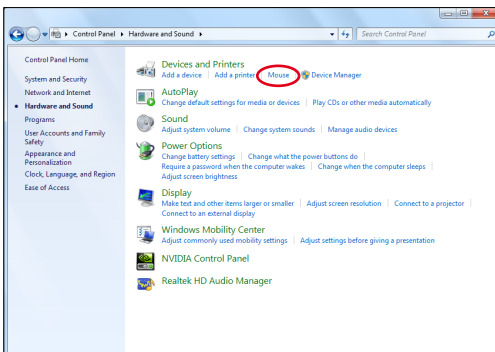 Control Panel ▸ Hardware and Sound ▸
Search Control Panel
Control Panel Home
System and Security
Network and Internet
Hardware and Sound
Programs
User Accounts and Family
Safety
Appearance and
Personalization
Clock, Language, and Region
Ease of Access
Devices and Printers
Add a device | Add a printer | Mouse | Device Manager
AutoPlay
Change default settings for media or devices | Play CDs or other media automatically
Sound
Adjust system volume | Change system sounds | Manage audio devices
Power Options
Change battery settings | Change what the power buttons do |
Require a password when the computer wakes | Change when the computer sleeps |
Adjust screen brightness
Display
Make text and other items larger or smaller | Adjust screen resolution | Connect to a projector |
Connect to an external display
Windows Mobility Center
Adjust commonly used mobility settings | Adjust settings before giving a presentation
NVIDIA Control Panel
Realtek HD Audio Manager